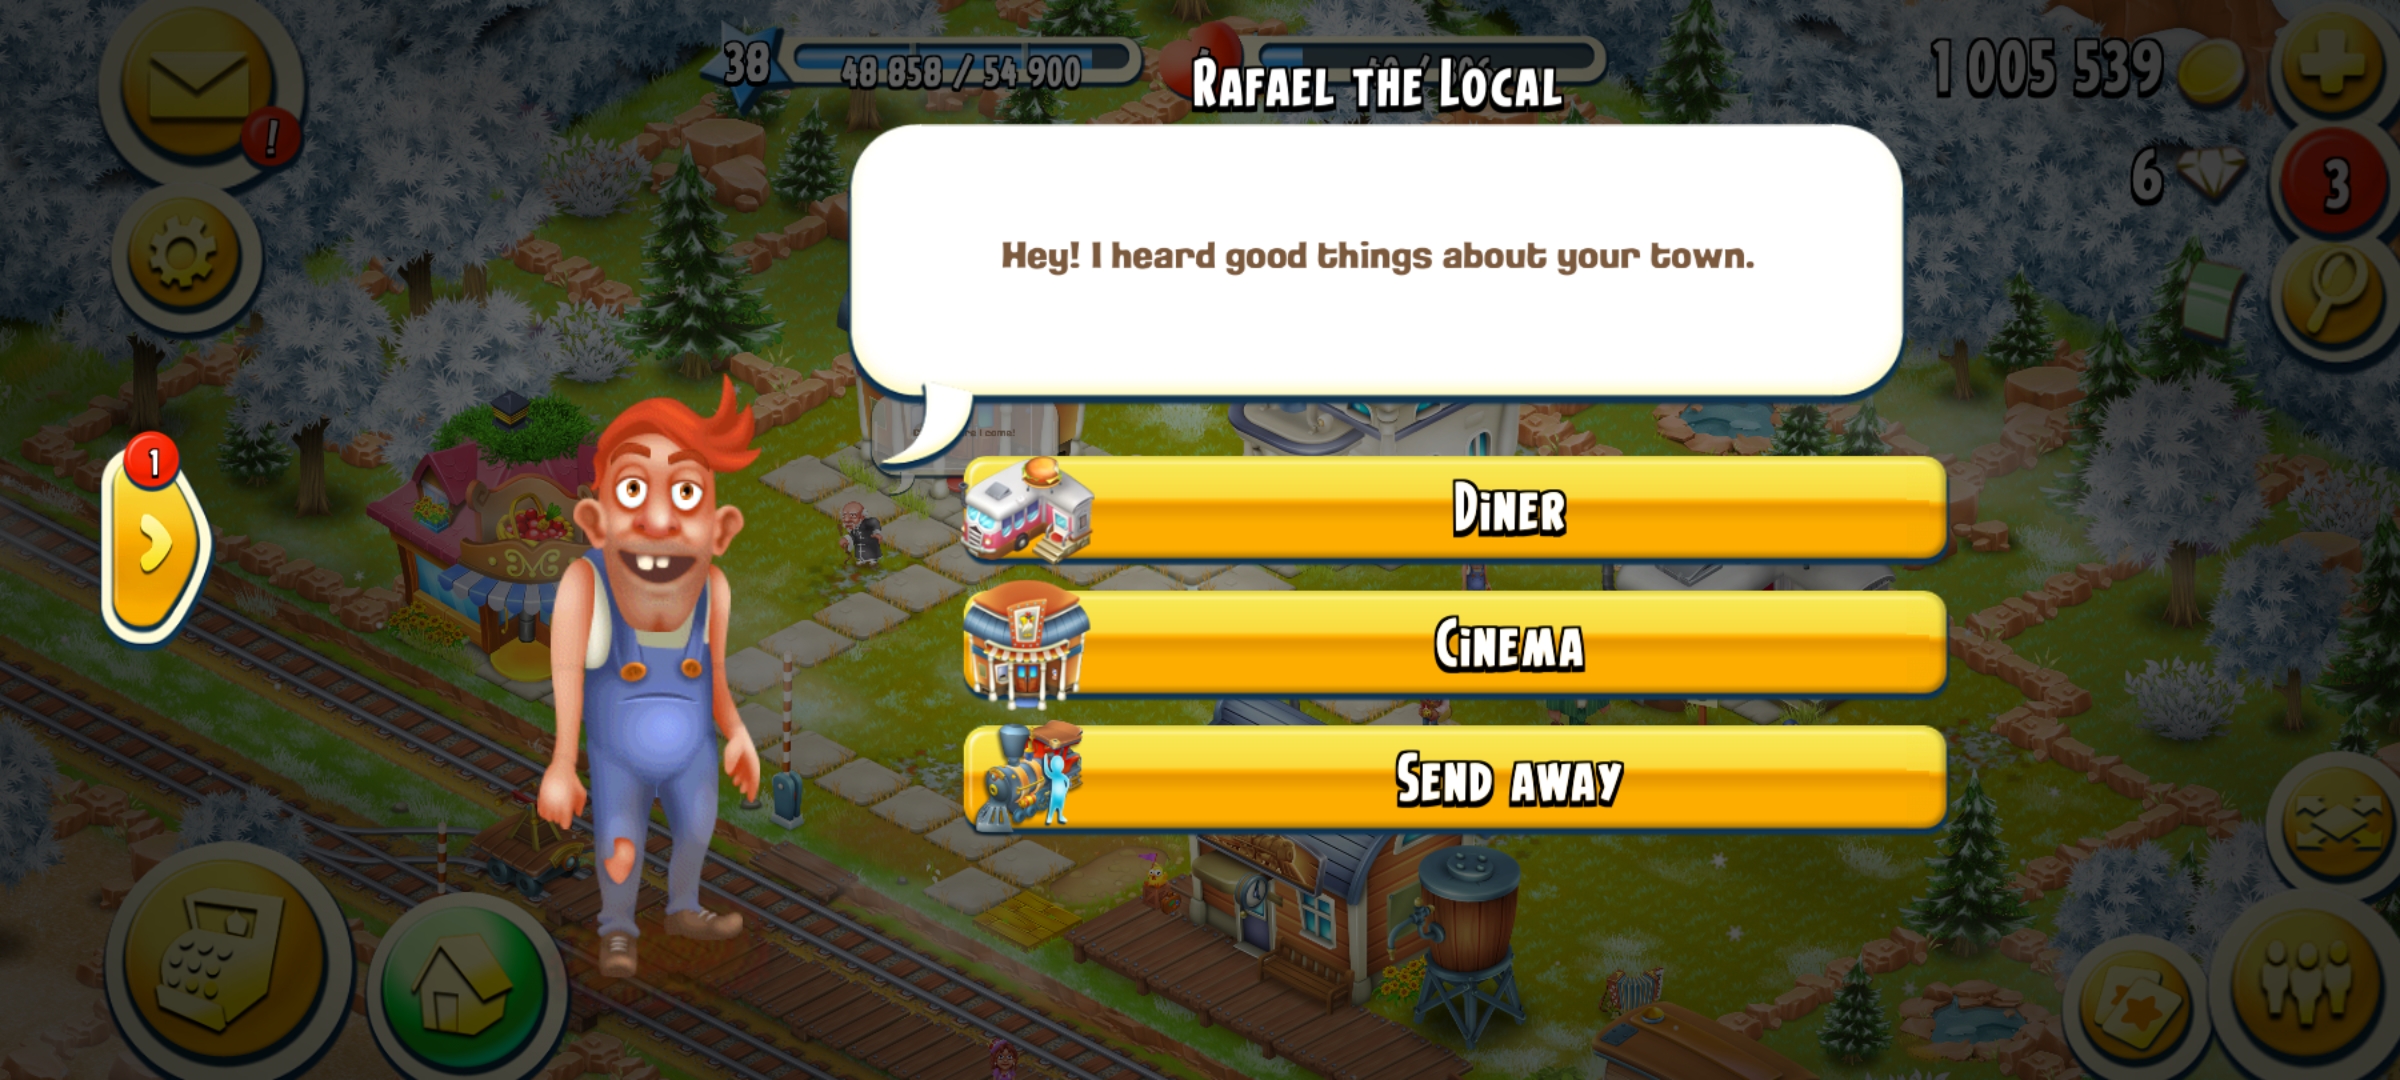 38
48 858 / 54 900
RAFAEL THE LOCAL
1 005 539
6
3
!
Hey! I heard good things about your town.
1
DINER
CINEMA
SEND AWAY